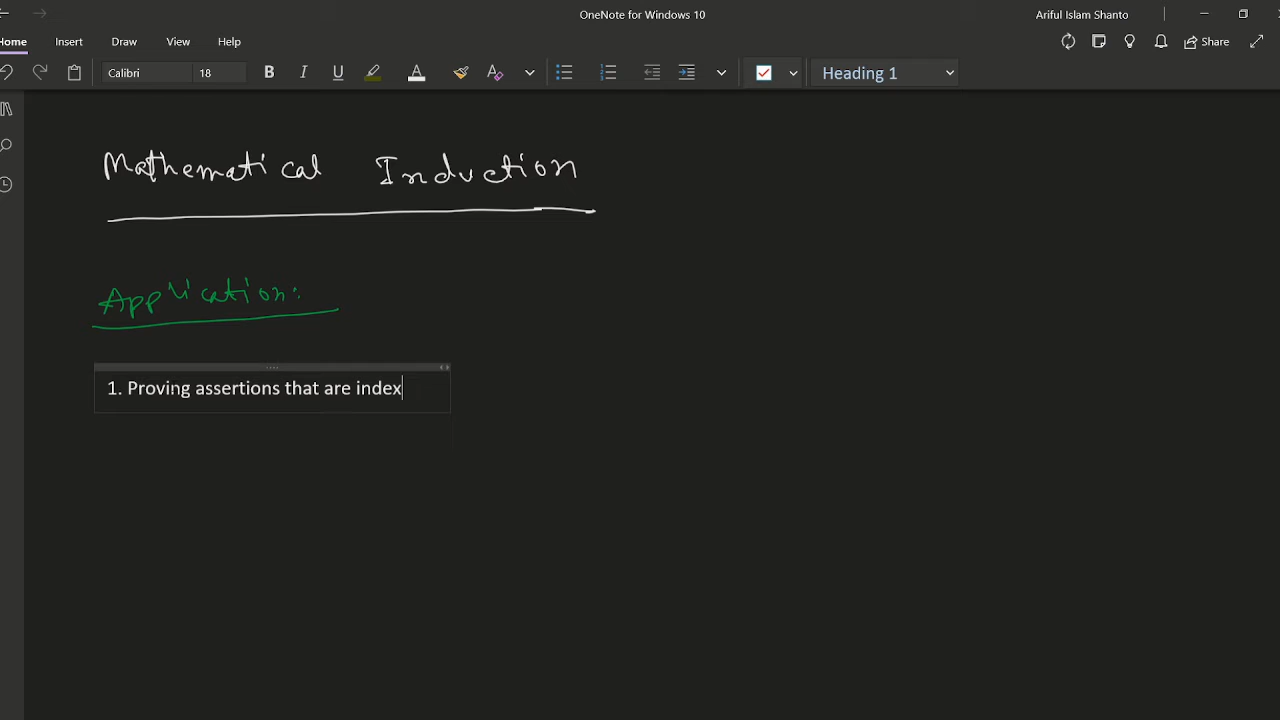 OneNote for Windows 10
Ariful Islam Shanto
Home Insert Draw View Help
Share
Calibri 18 B I U A A Heading 1
Mathematical Induction
Application:
1. Proving assertions that are index